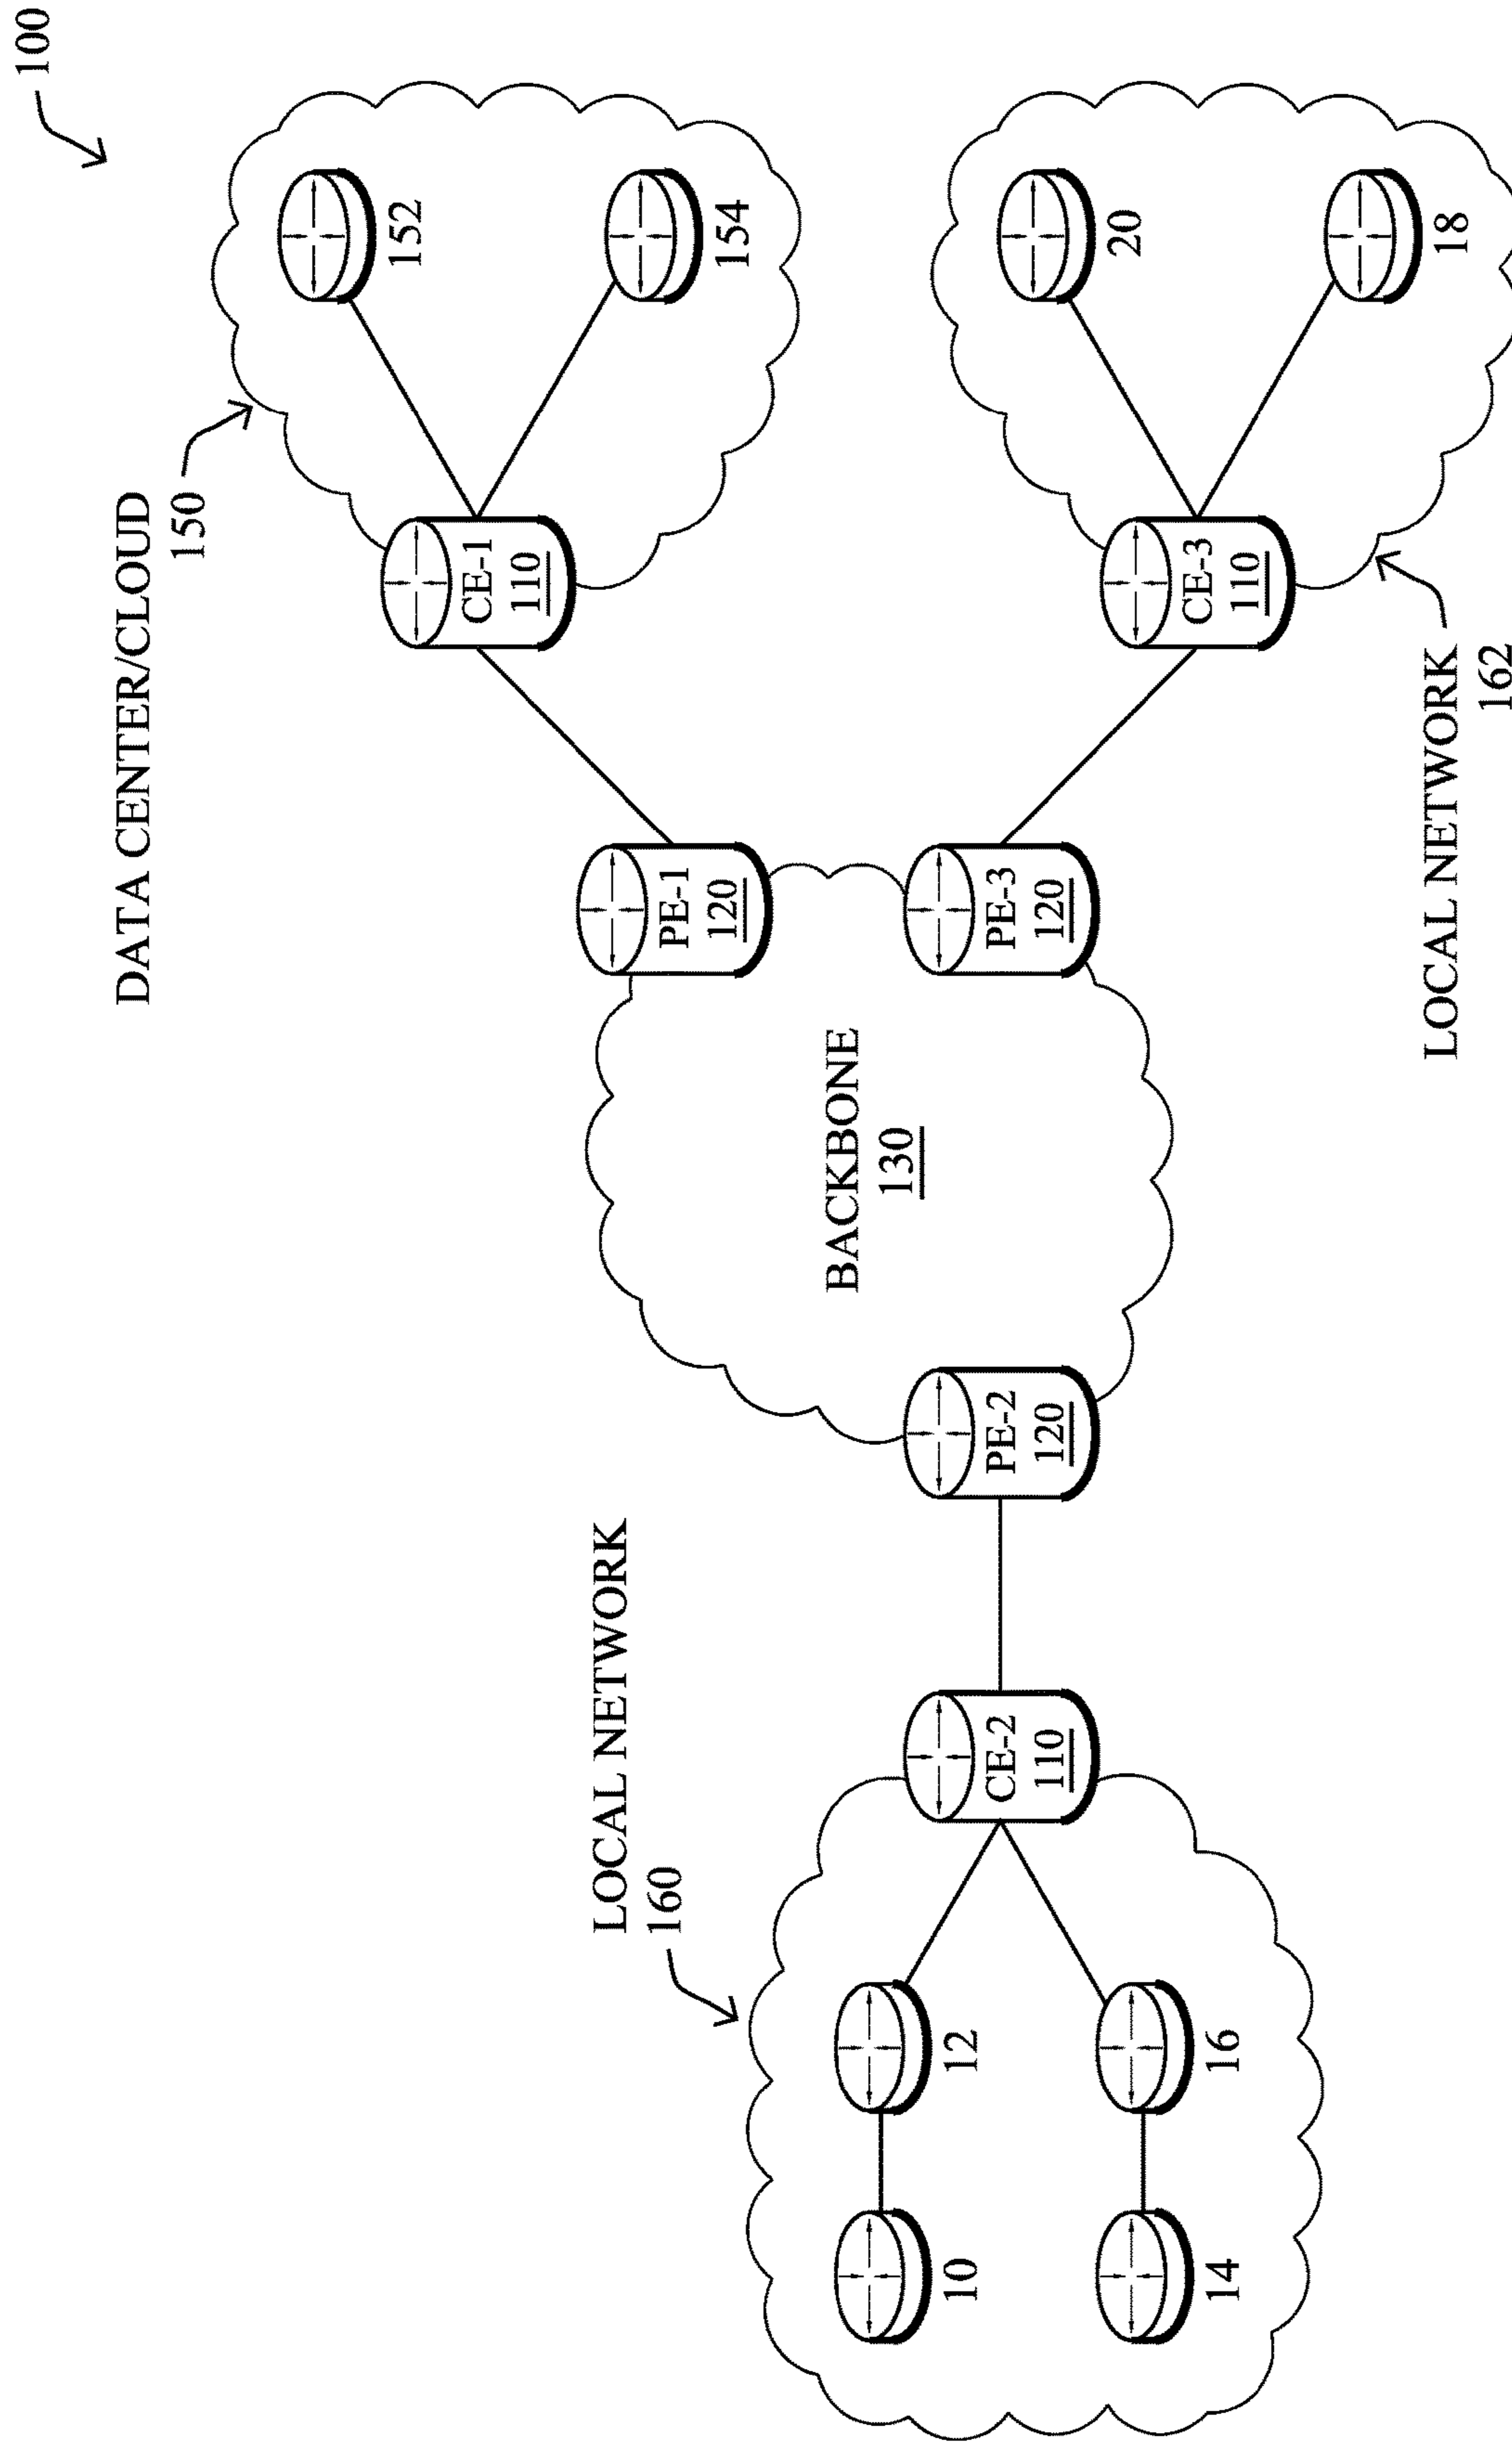 100
DATA CENTER/CLOUD
150
152
154
CE-1
110
PE-1
120
LOCAL NETWORK
160
BACKBONE
130
10
12
14
16
CE-2
110
PE-2
120
PE-3
120
CE-3
110
20
18
LOCAL NETWORK
162